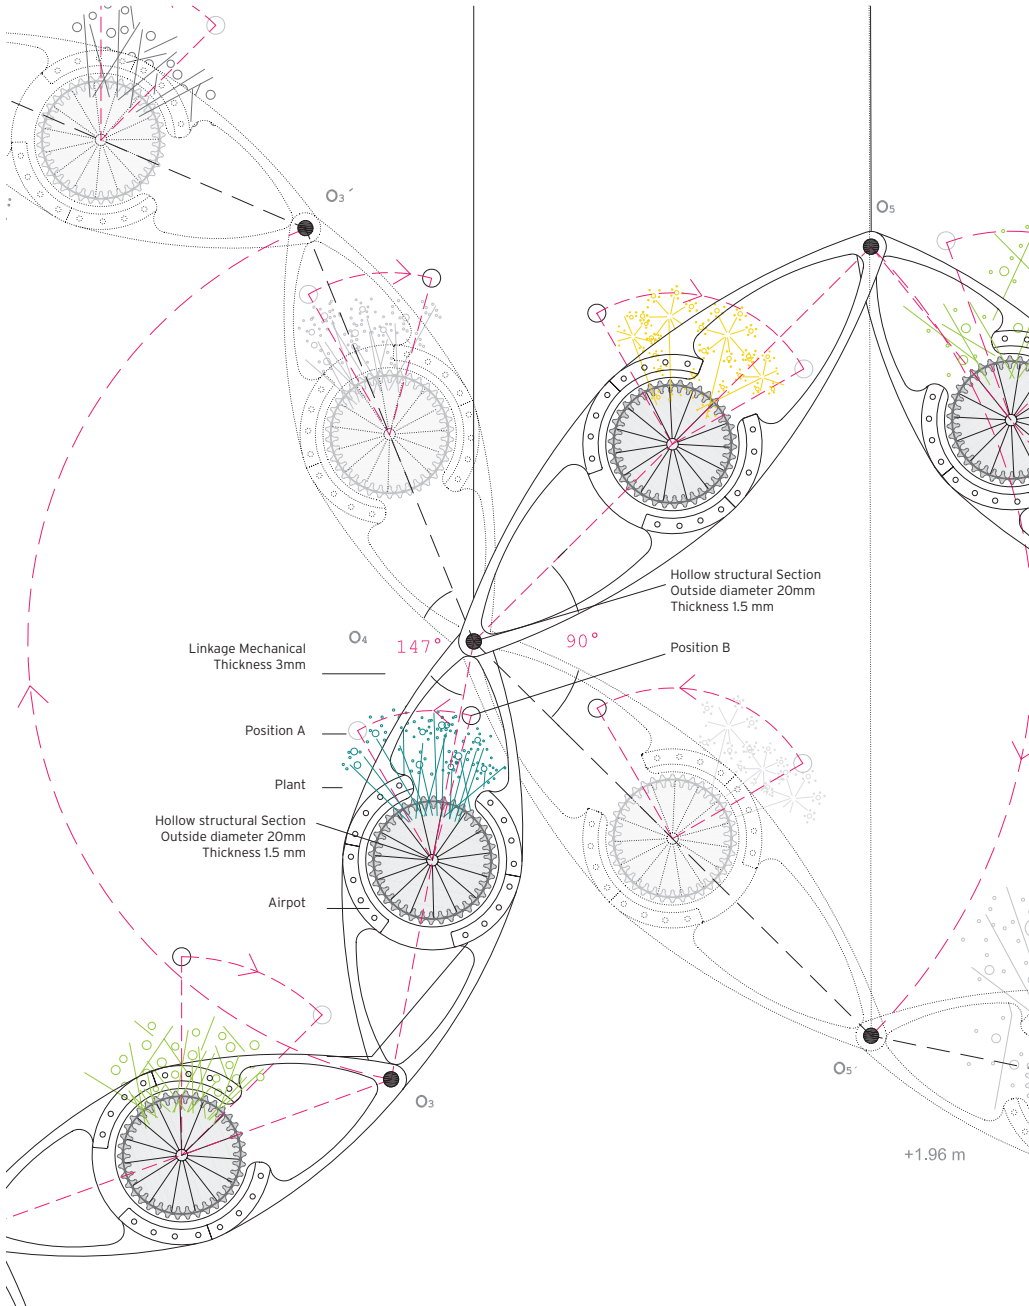 O3´
O5
Hollow structural Section
Outside diameter 20mm
Thickness 1.5 mm
O4
147°
90°
Linkage Mechanical
Thickness 3mm
Position B
Position A
Plant
Hollow structural Section
Outside diameter 20mm
Thickness 1.5 mm
Airpot
O5´
O3
+1.96 m